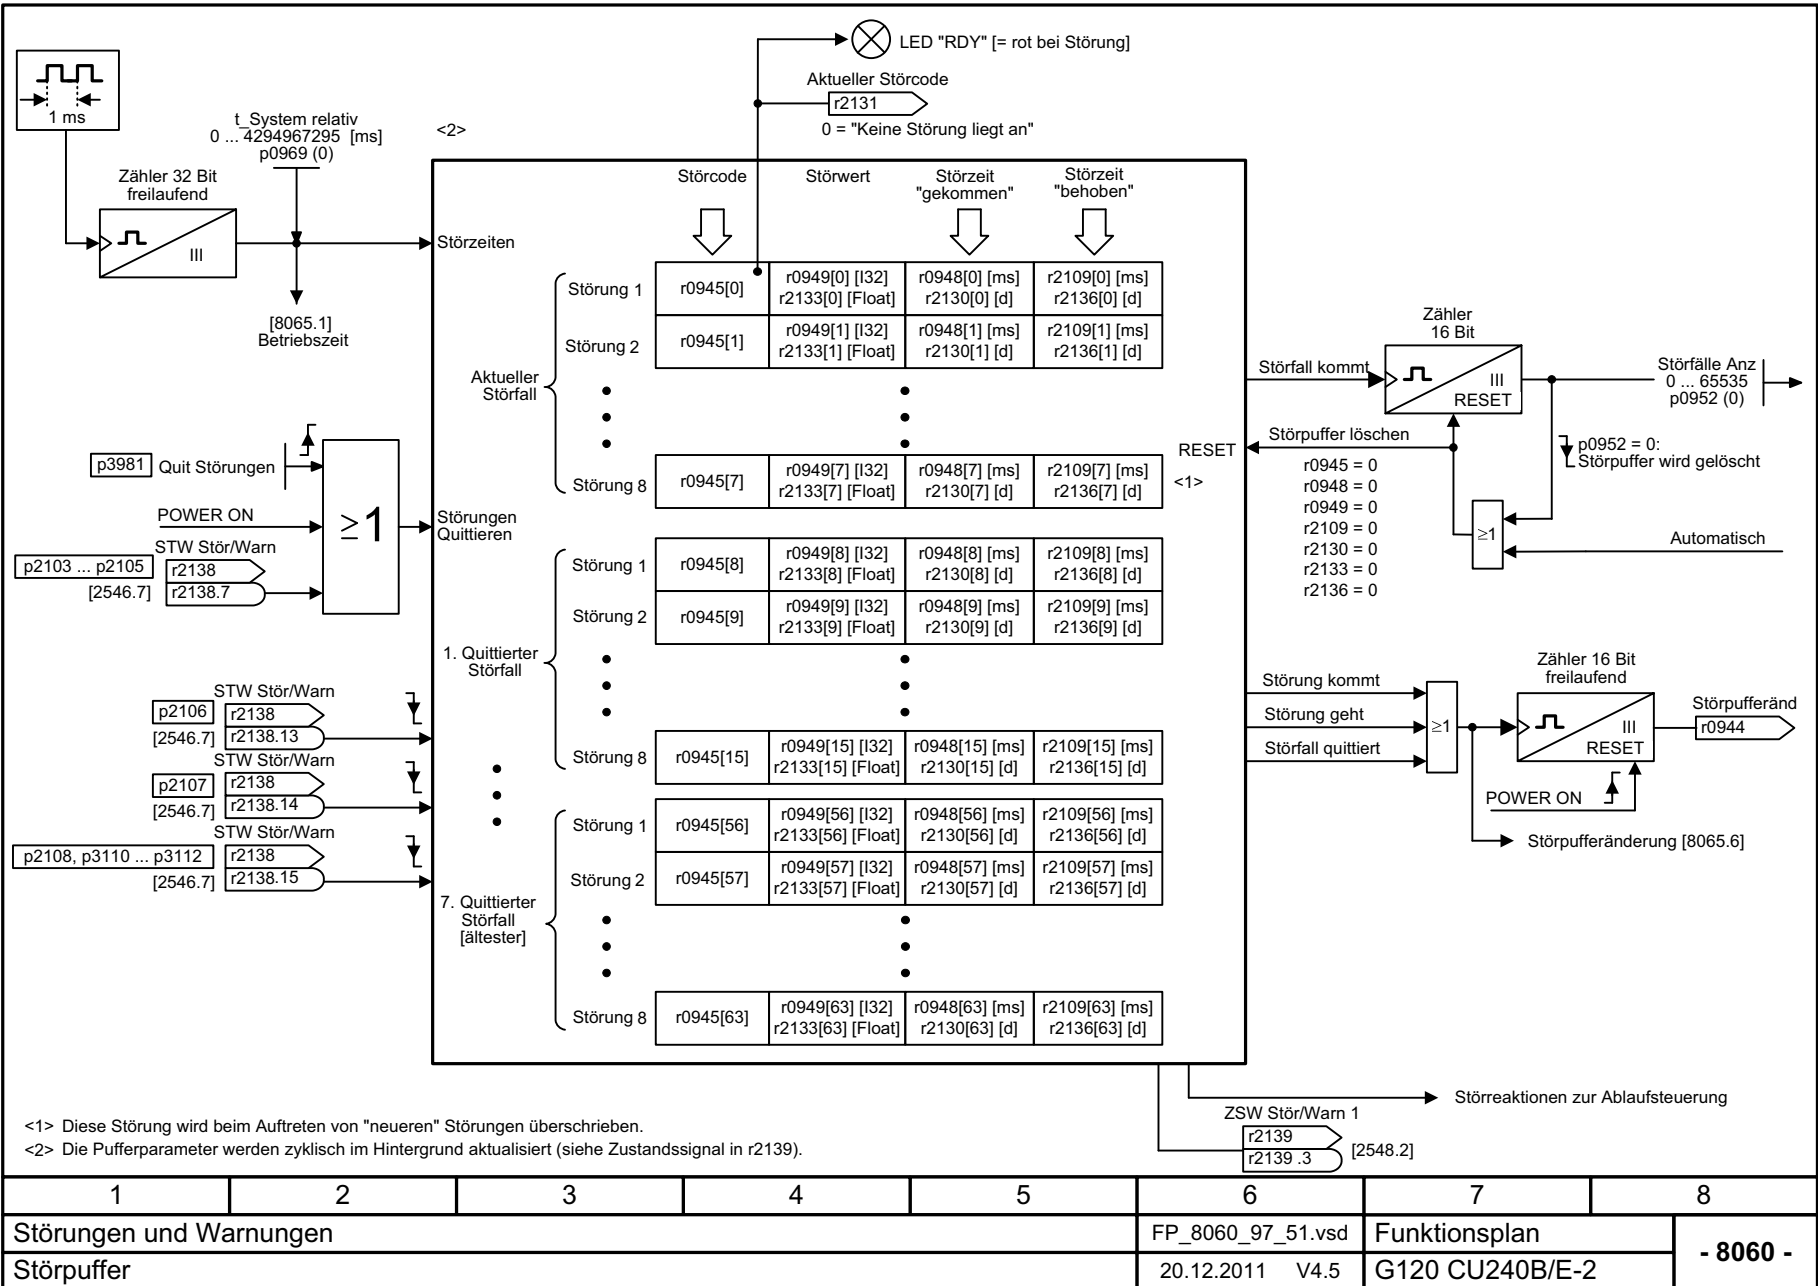 LED "RDY" [= rot bei Störung]
Aktueller Störcode
r2131
0 = "Keine Störung liegt an"
1 ms
t_System relativ
0 ... 4294967295 [ms]
p0969 (0)
<2>
Zähler 32 Bit
freilaufend
III
[8065.1]
Betriebszeit
Störzeiten
Störcode
Störwert
Störzeit
"gekommen"
Störzeit
"behoben"
Aktueller
Störfall
Störung 1
r0945[0]
r0949[0] [I32]
r2133[0] [Float]
r0948[0] [ms]
r2130[0] [d]
r2109[0] [ms]
r2136[0] [d]
Störung 2
r0945[1]
r0949[1] [I32]
r2133[1] [Float]
r0948[1] [ms]
r2130[1] [d]
r2109[1] [ms]
r2136[1] [d]
Störung 8
r0945[7]
r0949[7] [I32]
r2133[7] [Float]
r0948[7] [ms]
r2130[7] [d]
r2109[7] [ms]
r2136[7] [d]
<1>
p3981
Quit Störungen
POWER ON
STW Stör/Warn
p2103 ... p2105
r2138
[2546.7]
r2138.7
≥1
Störungen
Quittieren
1. Quittierter
Störfall
Störung 1
r0945[8]
r0949[8] [I32]
r2133[8] [Float]
r0948[8] [ms]
r2130[8] [d]
r2109[8] [ms]
r2136[8] [d]
Störung 2
r0945[9]
r0949[9] [I32]
r2133[9] [Float]
r0948[9] [ms]
r2130[9] [d]
r2109[9] [ms]
r2136[9] [d]
Störung 8
r0945[15]
r0949[15] [I32]
r2133[15] [Float]
r0948[15] [ms]
r2130[15] [d]
r2109[15] [ms]
r2136[15] [d]
STW Stör/Warn
p2106
r2138
[2546.7]
r2138.13
STW Stör/Warn
p2107
r2138
[2546.7]
r2138.14
STW Stör/Warn
p2108, p3110 ... p3112
r2138
[2546.7]
r2138.15
7. Quittierter
Störfall
[ältester]
Störung 1
r0945[56]
r0949[56] [I32]
r2133[56] [Float]
r0948[56] [ms]
r2130[56] [d]
r2109[56] [ms]
r2136[56] [d]
Störung 2
r0945[57]
r0949[57] [I32]
r2133[57] [Float]
r0948[57] [ms]
r2130[57] [d]
r2109[57] [ms]
r2136[57] [d]
Störung 8
r0945[63]
r0949[63] [I32]
r2133[63] [Float]
r0948[63] [ms]
r2130[63] [d]
r2109[63] [ms]
r2136[63] [d]
Zähler
16 Bit
Störfall kommt
III
RESET
Störfälle Anz
0 ... 65535
p0952 (0)
RESET
Störpuffer löschen
r0945 = 0
r0948 = 0
r0949 = 0
r2109 = 0
r2130 = 0
r2133 = 0
r2136 = 0
p0952 = 0:
Störpuffer wird gelöscht
≥1
Automatisch
Störung kommt
Störung geht
Störfall quittiert
≥1
Zähler 16 Bit
freilaufend
III
RESET
Störpufferänd
r0944
POWER ON
Störpufferänderung [8065.6]
Störreaktionen zur Ablaufsteuerung
ZSW Stör/Warn 1
r2139
r2139 .3
[2548.2]
<1> Diese Störung wird beim Auftreten von "neueren" Störungen überschrieben.
<2> Die Pufferparameter werden zyklisch im Hintergrund aktualisiert (siehe Zustandssignal in r2139).
1 2 3 4 5 6 7 8
Störungen und Warnungen
FP_8060_97_51.vsd
Funktionsplan
- 8060 -
Störpuffer
20.12.2011 V4.5
G120 CU240B/E-2